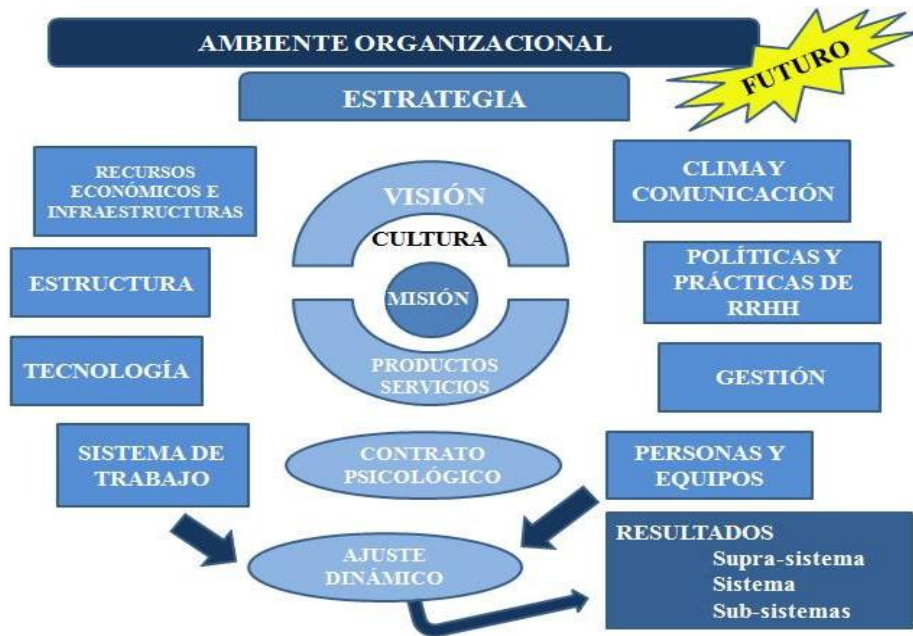 AMBIENTE ORGANIZACIONAL
FUTURO
ESTRATEGIA
RECURSOS
ECONÓMICOS E
INFRAESTRUCTURAS
VISIÓN
CULTURA
MISIÓN
PRODUCTOS
SERVICIOS
CLIMA Y
COMUNICACIÓN
ESTRUCTURA
POLÍTICAS Y
PRÁCTICAS DE
RRHH
TECNOLOGÍA
GESTIÓN
SISTEMA DE
TRABAJO
CONTRATO
PSICOLÓGICO
PERSONAS Y
EQUIPOS
AJUSTE
DINÁMICO
RESULTADOS
Supra-sistema
Sistema
Sub-sistemas